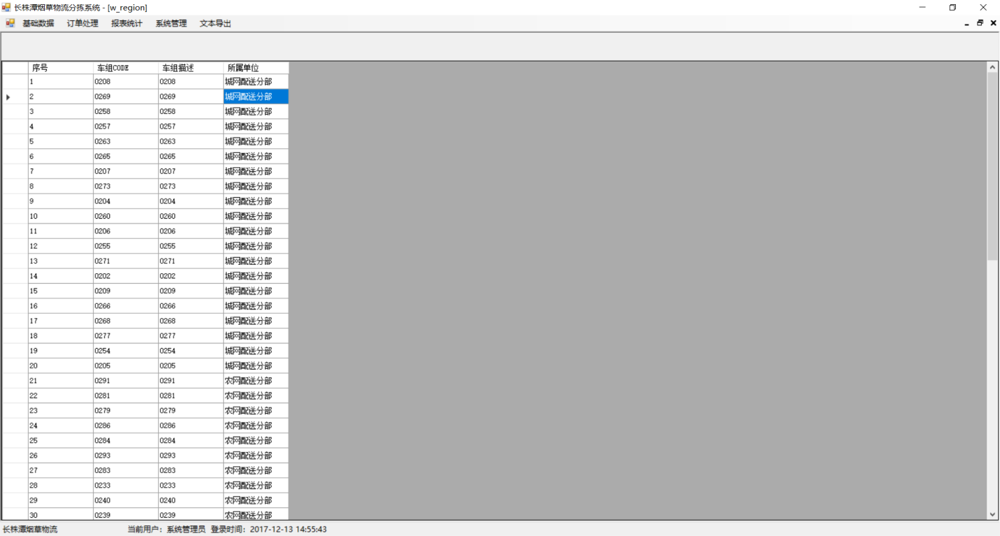 长株潭烟草物流分拣系统 - [w_region]
基础数据 订单处理 报表统计 系统管理 文本导出
序号 车组CODE 车组描述 所属单位
1 0208 0208 城网配送分部
2 0269 0269 城网配送分部
3 0258 0258 城网配送分部
4 0257 0257 城网配送分部
5 0263 0263 城网配送分部
6 0265 0265 城网配送分部
7 0207 0207 城网配送分部
8 0273 0273 城网配送分部
9 0204 0204 城网配送分部
10 0260 0260 城网配送分部
11 0206 0206 城网配送分部
12 0255 0255 城网配送分部
13 0271 0271 城网配送分部
14 0202 0202 城网配送分部
15 0209 0209 城网配送分部
16 0266 0266 城网配送分部
17 0268 0268 城网配送分部
18 0277 0277 城网配送分部
19 0254 0254 城网配送分部
20 0205 0205 城网配送分部
21 0291 0291 农网配送分部
22 0281 0281 农网配送分部
23 0279 0279 农网配送分部
24 0286 0286 农网配送分部
25 0284 0284 农网配送分部
26 0293 0293 农网配送分部
27 0283 0283 农网配送分部
28 0233 0233 农网配送分部
29 0240 0240 农网配送分部
30 0239 0239 农网配送分部
长株潭烟草物流 当前用户：系统管理员 登录时间：2017-12-13 14:55:43